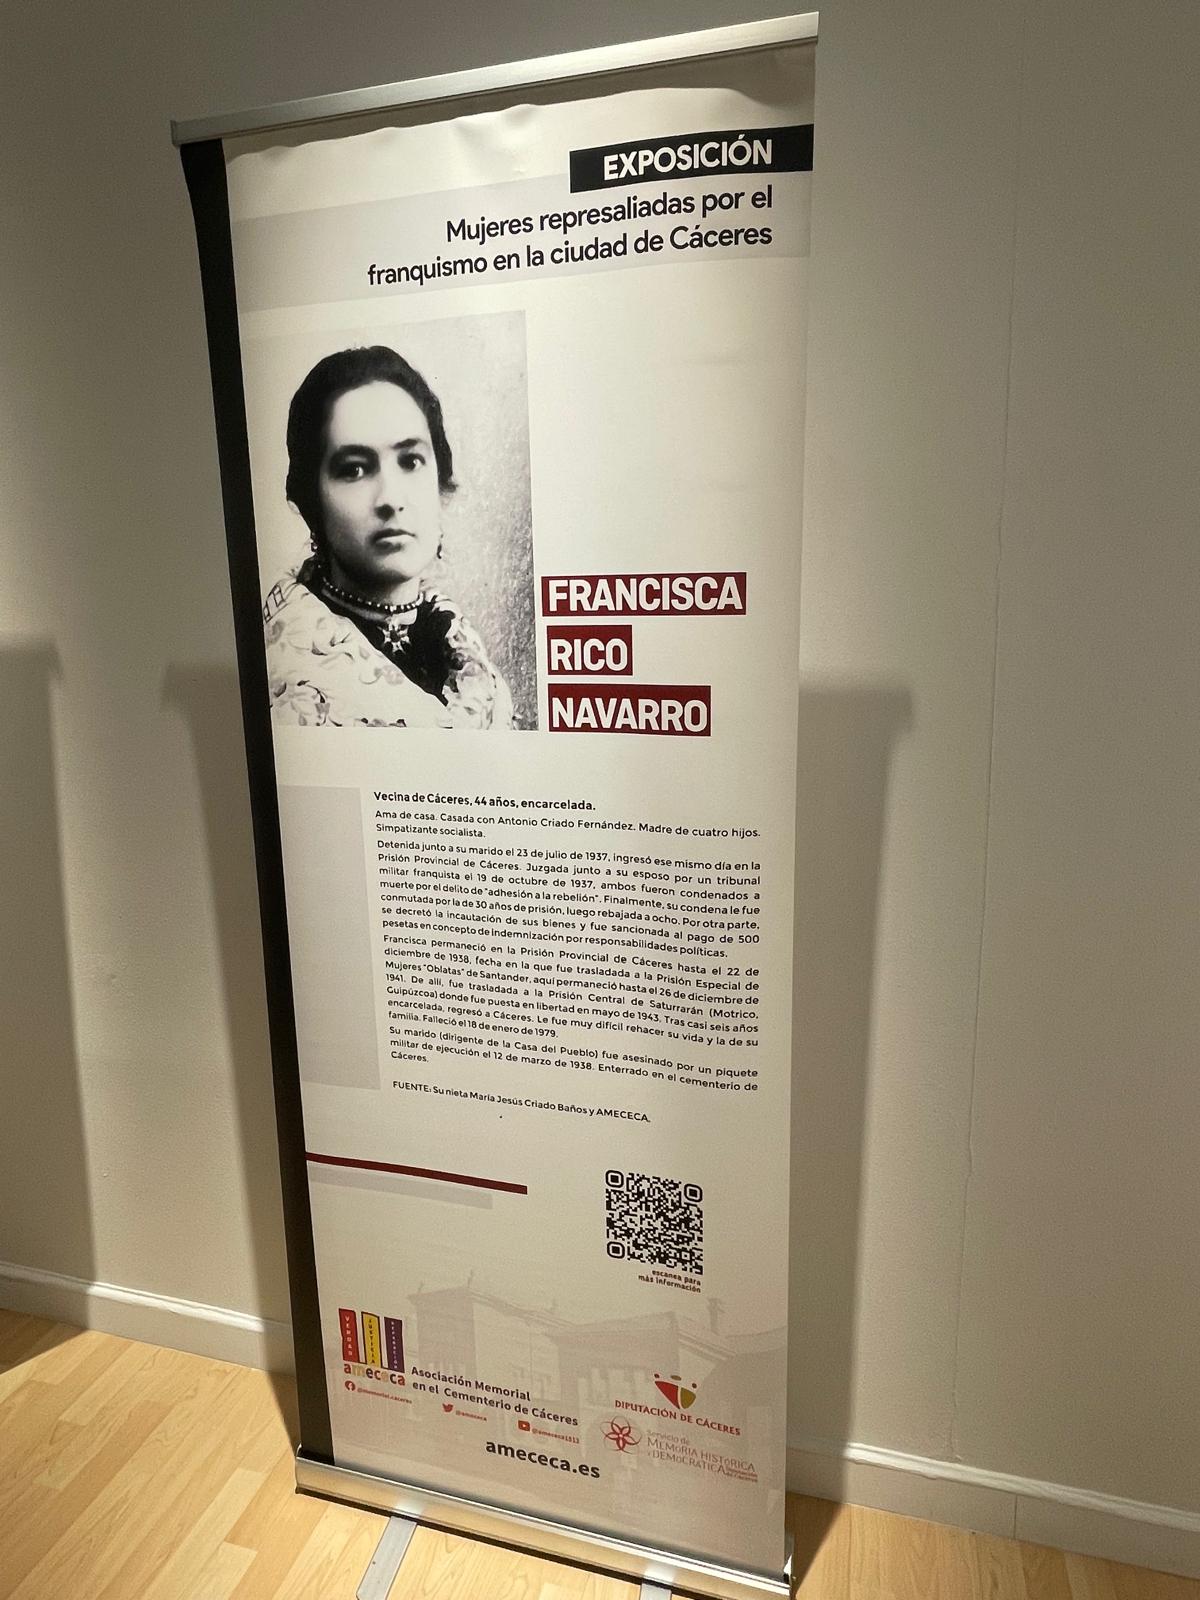 EXPOSICIÓN
Mujeres represaliadas por el
franquismo en la ciudad de Cáceres
FRANCISCA
RICO
NAVARRO
Vecina de Cáceres, 44 años, encarcelada.
Ama de casa. Casada con Antonio Criado Fernández. Madre de cuatro hijos.
Simpatizante socialista.
Detenida junto a su marido el 23 de julio de 1937, ingresó ese mismo día en la
Prisión Provincial de Cáceres. Juzgada junto a su esposo por un tribunal
militar franquista el 19 de octubre de 1937, ambos fueron condenados a
muerte por el delito de "adhesión a la rebelión". Finalmente, su condena le fue
conmutada por la de 30 años de prisión, luego rebajada a ocho. Por otra parte,
se decretó la incautación de sus bienes y fue sancionada al pago de 500
pesetas en concepto de indemnización por responsabilidades políticas.
Francisca permaneció en la Prisión Provincial de Cáceres hasta el 22 de
diciembre de 1938, fecha en la que fue trasladada a la Prisión Especial de
Mujeres "Oblatas" de Santander, aquí permaneció hasta el 26 de diciembre de
1941. De allí, fue trasladada a la Prisión Central de Saturrarán (Motrico,
Guipúzcoa) donde fue puesta en libertad en mayo de 1943. Tras casi seis años
encarcelada, regresó a Cáceres. Le fue muy difícil rehacer su vida y la de su
familia. Falleció el 18 de enero de 1979.
Su marido (dirigente de la Casa del Pueblo) fue asesinado por un piquete
militar de ejecución el 12 de marzo de 1938. Enterrado en el cementerio de
Cáceres.
FUENTE: Su nieta María Jesús Criado Baños y AMECECA.
escanea para
más información
VERDAD
JUSTICIA
REPARACIÓN
amececa
Asociación Memorial
en el Cementerio de Cáceres
@memorial.caceres
@amececa
@amececa1313
amececa.es
DIPUTACIÓN DE CÁCERES
Servicio de
MEMORIA HISTÓRICA
Y DEMOCRÁTICA